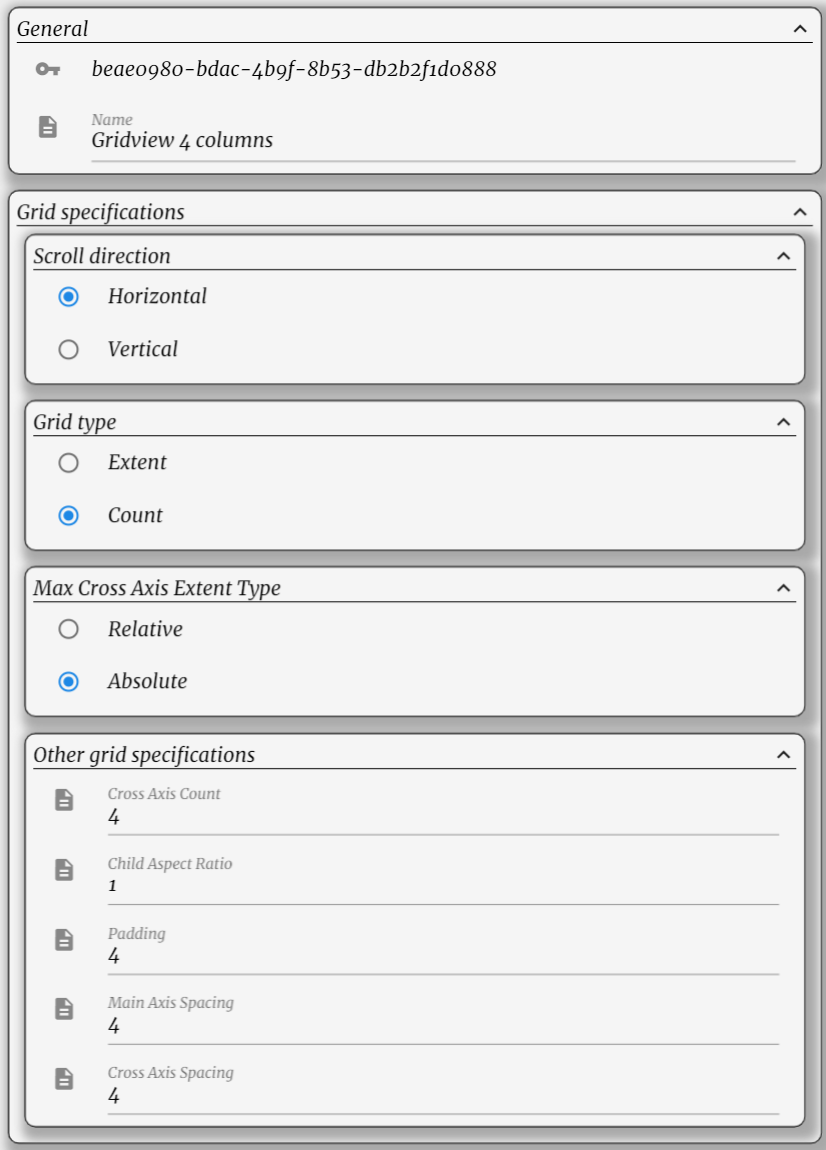 General
beae0980-bdac-4b9f-8b53-db2b2f1d0888
Name
Gridview 4 columns
Grid specifications
Scroll direction
Horizontal
Vertical
Grid type
Extent
Count
Max Cross Axis Extent Type
Relative
Absolute
Other grid specifications
Cross Axis Count
4
Child Aspect Ratio
1
Padding
4
Main Axis Spacing
4
Cross Axis Spacing
4